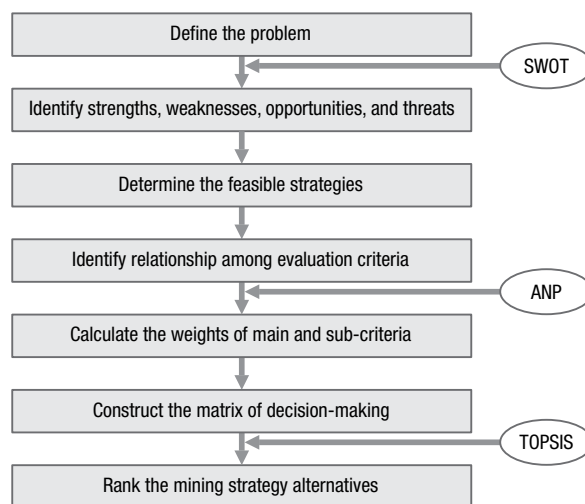 Define the problem
SWOT
Identify strengths, weaknesses, opportunities, and threats
Determine the feasible strategies
Identify relationship among evaluation criteria
ANP
Calculate the weights of main and sub-criteria
Construct the matrix of decision-making
TOPSIS
Rank the mining strategy alternatives